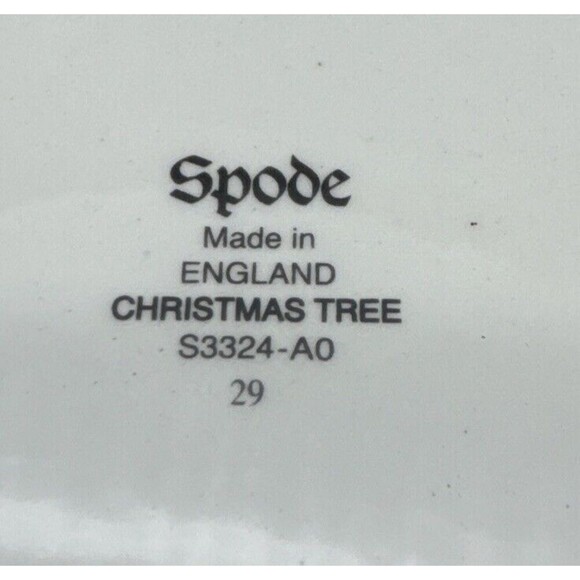 Spode
Made in
ENGLAND
CHRISTMAS TREE
S3324-A0
29